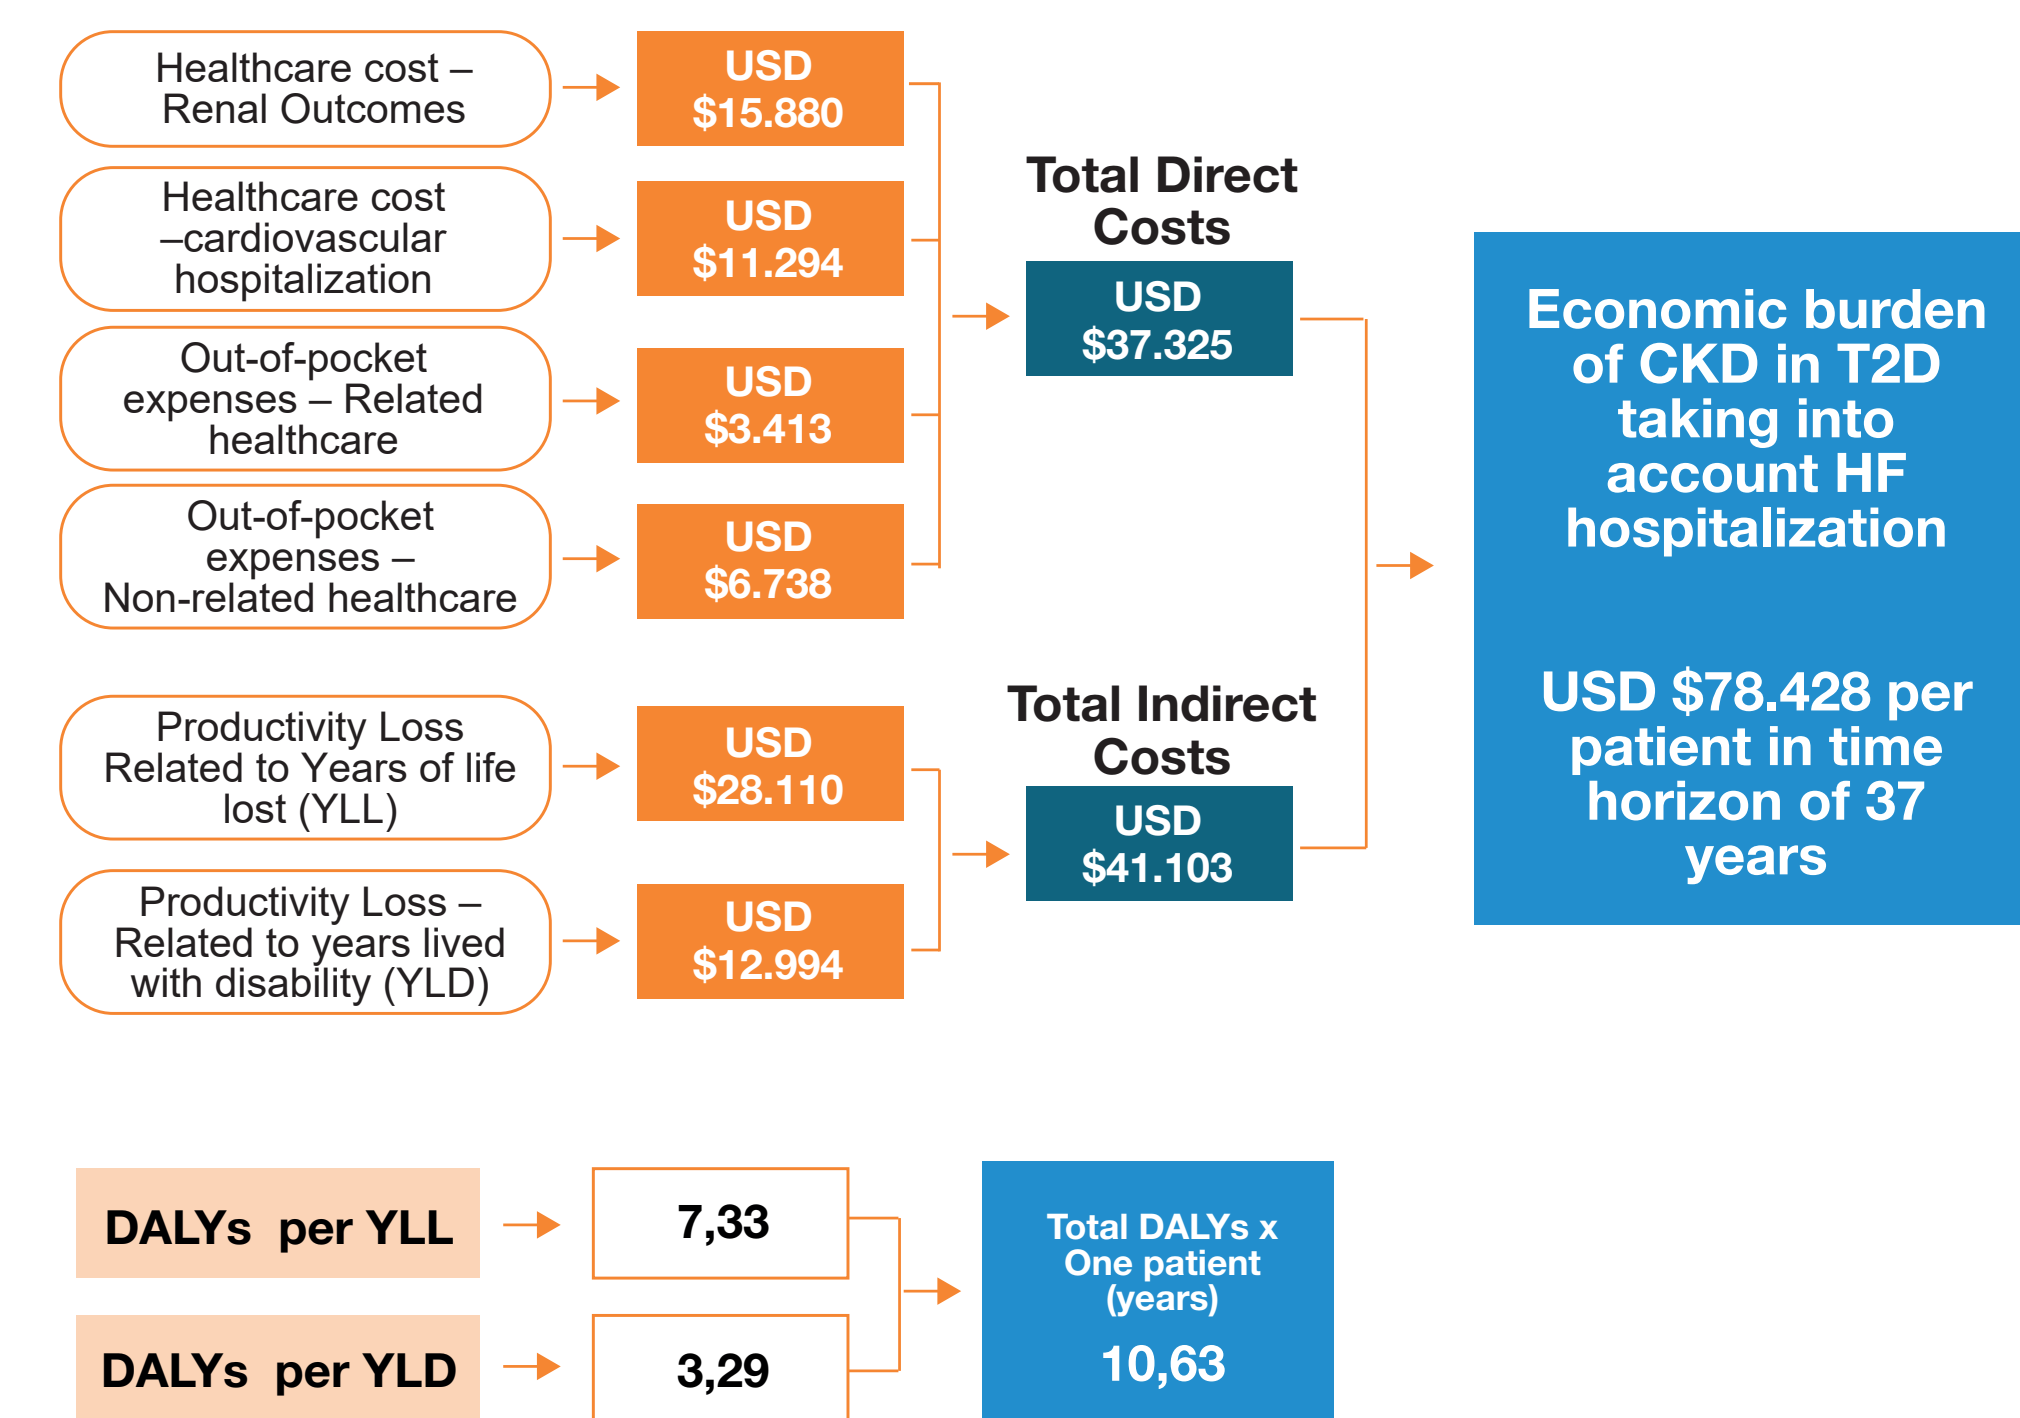 Healthcare cost –
Renal Outcomes
USD
$15.880
Healthcare cost
–cardiovascular
hospitalization
USD
$11.294
Out-of-pocket
expenses – Related
healthcare
USD
$3.413
Out-of-pocket
expenses –
Non-related healthcare
USD
$6.738
Total Direct
Costs
USD
$37.325
Productivity Loss
Related to Years of life
lost (YLL)
USD
$28.110
Productivity Loss –
Related to years lived
with disability (YLD)
USD
$12.994
Total Indirect
Costs
USD
$41.103
Economic burden
of CKD in T2D
taking into
account HF
hospitalization
USD $78.428 per
patient in time
horizon of 37
years
DALYs per YLL
7,33
DALYs per YLD
3,29
Total DALYs x
One patient
(years)
10,63